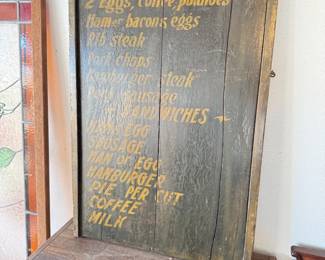 2 Eggs, coffee, potatoes
Ham or bacon & eggs
Rib steak
Pork chops
Hamburger steak
Pork sausage
SANDWICHES
HAM & EGG
SAUSAGE
HAM OR EGG
HAMBURGER
PIE PER CUT
COFFEE
MILK